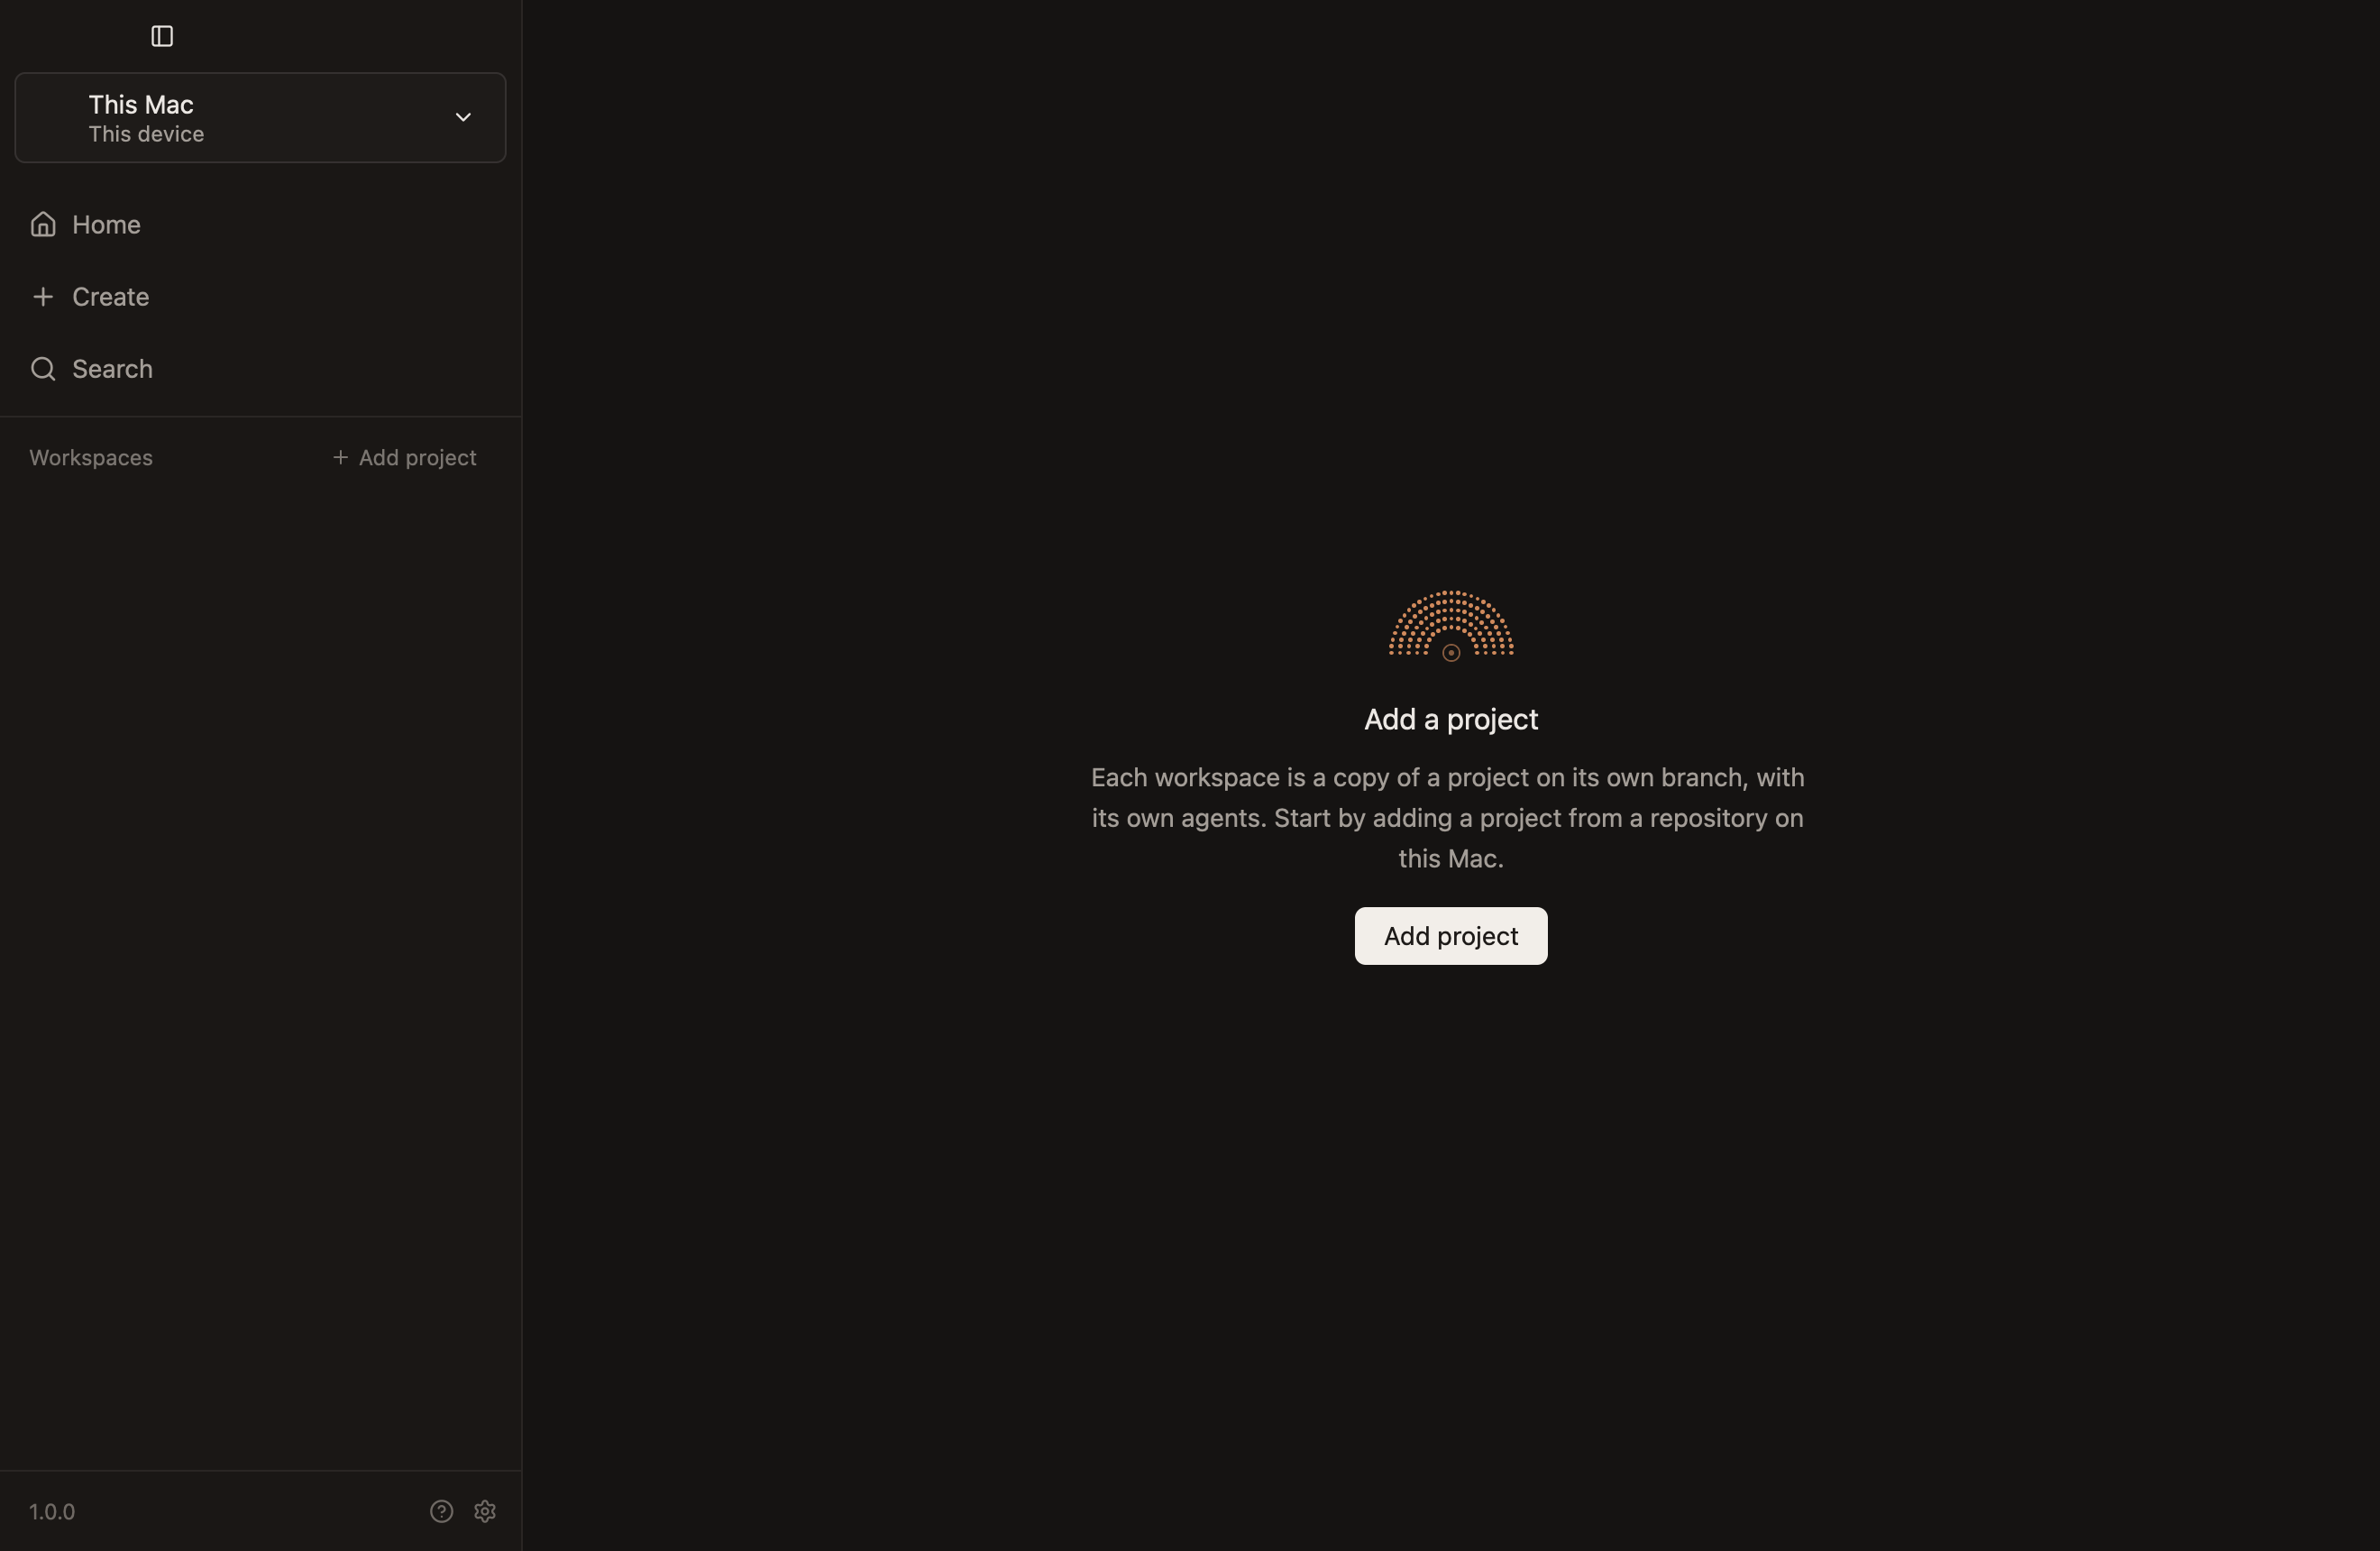 This Mac
This device
Home
Create
Search
Workspaces
Add project
Add a project
Each workspace is a copy of a project on its own branch, with
its own agents. Start by adding a project from a repository on
this Mac.
Add project
1.0.0